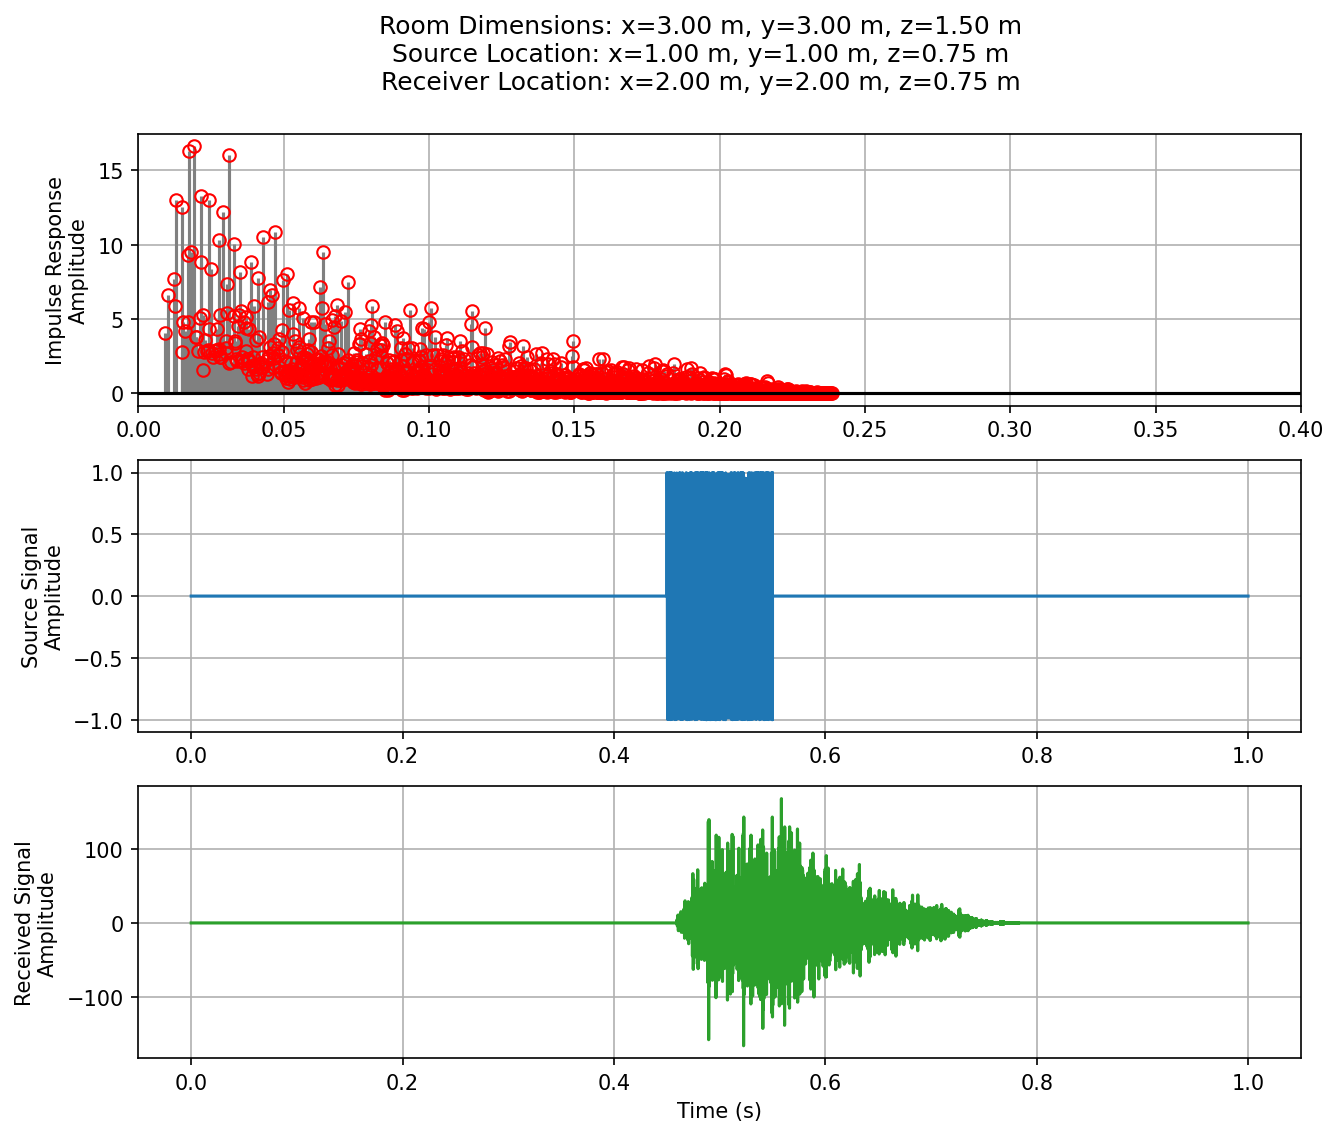 Room Dimensions: x=3.00 m, y=3.00 m, z=1.50 m
Source Location: x=1.00 m, y=1.00 m, z=0.75 m
Receiver Location: x=2.00 m, y=2.00 m, z=0.75 m
Impulse Response
Amplitude
15
10
5
0
0.00 0.05 0.10 0.15 0.20 0.25 0.30 0.35 0.40
Source Signal
Amplitude
1.0
0.5
0.0
−0.5
−1.0
0.0 0.2 0.4 0.6 0.8 1.0
Received Signal
Amplitude
100
0
−100
0.0 0.2 0.4 0.6 0.8 1.0
Time (s)